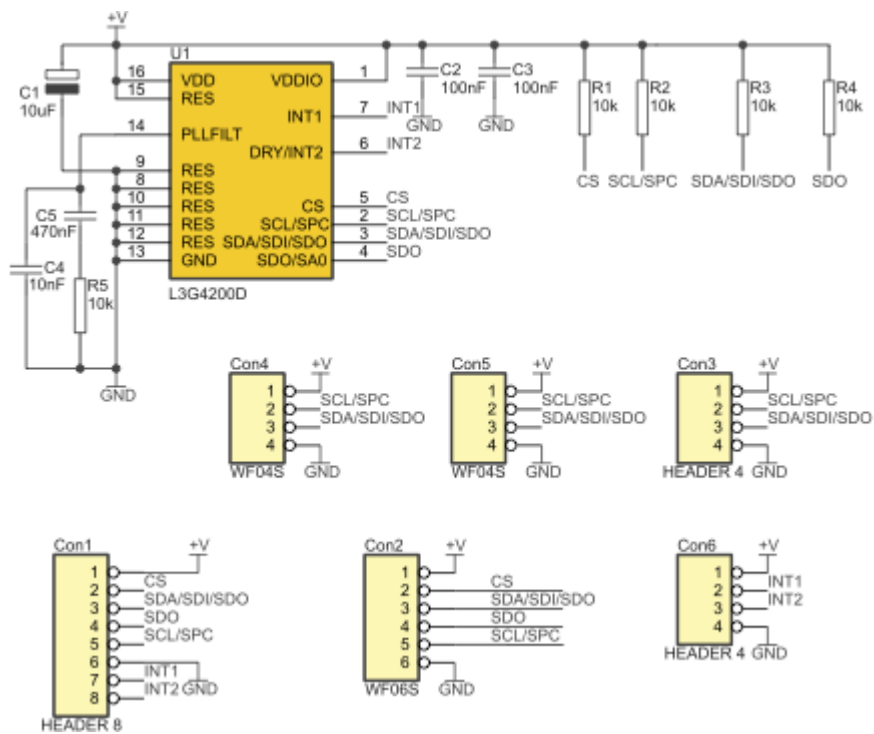 +V
U1
16 VDD VDDIO 1
15 RES
C1
10uF
INT1 7 INT1
14 PLLFILT
DRY/INT2 6 INT2
9 RES
8 RES
10 RES CS 5 CS
11 RES SCL/SPC 2 SCL/SPC
12 RES SDA/SDI/SDO 3 SDA/SDI/SDO
13 GND SDO/SA0 4 SDO
L3G4200D
C5
470nF
C4
10nF
R5
10k
GND
C2
100nF
GND
C3
100nF
GND
R1
10k
CS
R2
10k
SCL/SPC
R3
10k
SDA/SDI/SDO
R4
10k
SDO
Con4
+V
1
2 SCL/SPC
3 SDA/SDI/SDO
4
WF04S
GND
Con5
+V
1
2 SCL/SPC
3 SDA/SDI/SDO
4
WF04S
GND
Con3
+V
1
2 SCL/SPC
3 SDA/SDI/SDO
4
HEADER 4
GND
Con1
+V
1
2 CS
3 SDA/SDI/SDO
4 SDO
5 SCL/SPC
6
7 INT1
8 INT2
GND
HEADER 8
Con2
+V
1
2 CS
3 SDA/SDI/SDO
4 SDO
5 SCL/SPC
6
WF06S
GND
Con6
+V
1
2 INT1
3 INT2
4
HEADER 4
GND